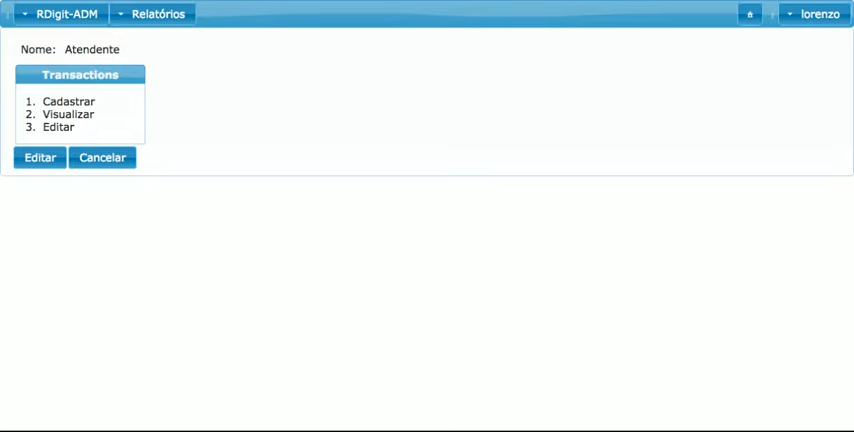 RDigit-ADM Relatórios lorenzo
Nome: Atendente
Transactions
1. Cadastrar
2. Visualizar
3. Editar
Editar Cancelar